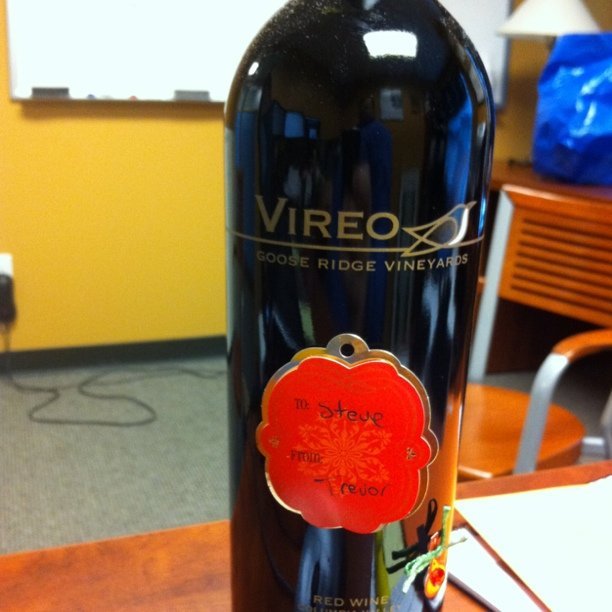 VIREO
GOOSE RIDGE VINEYARDS
TO: Steve
From:
-Trevor
RED WINE